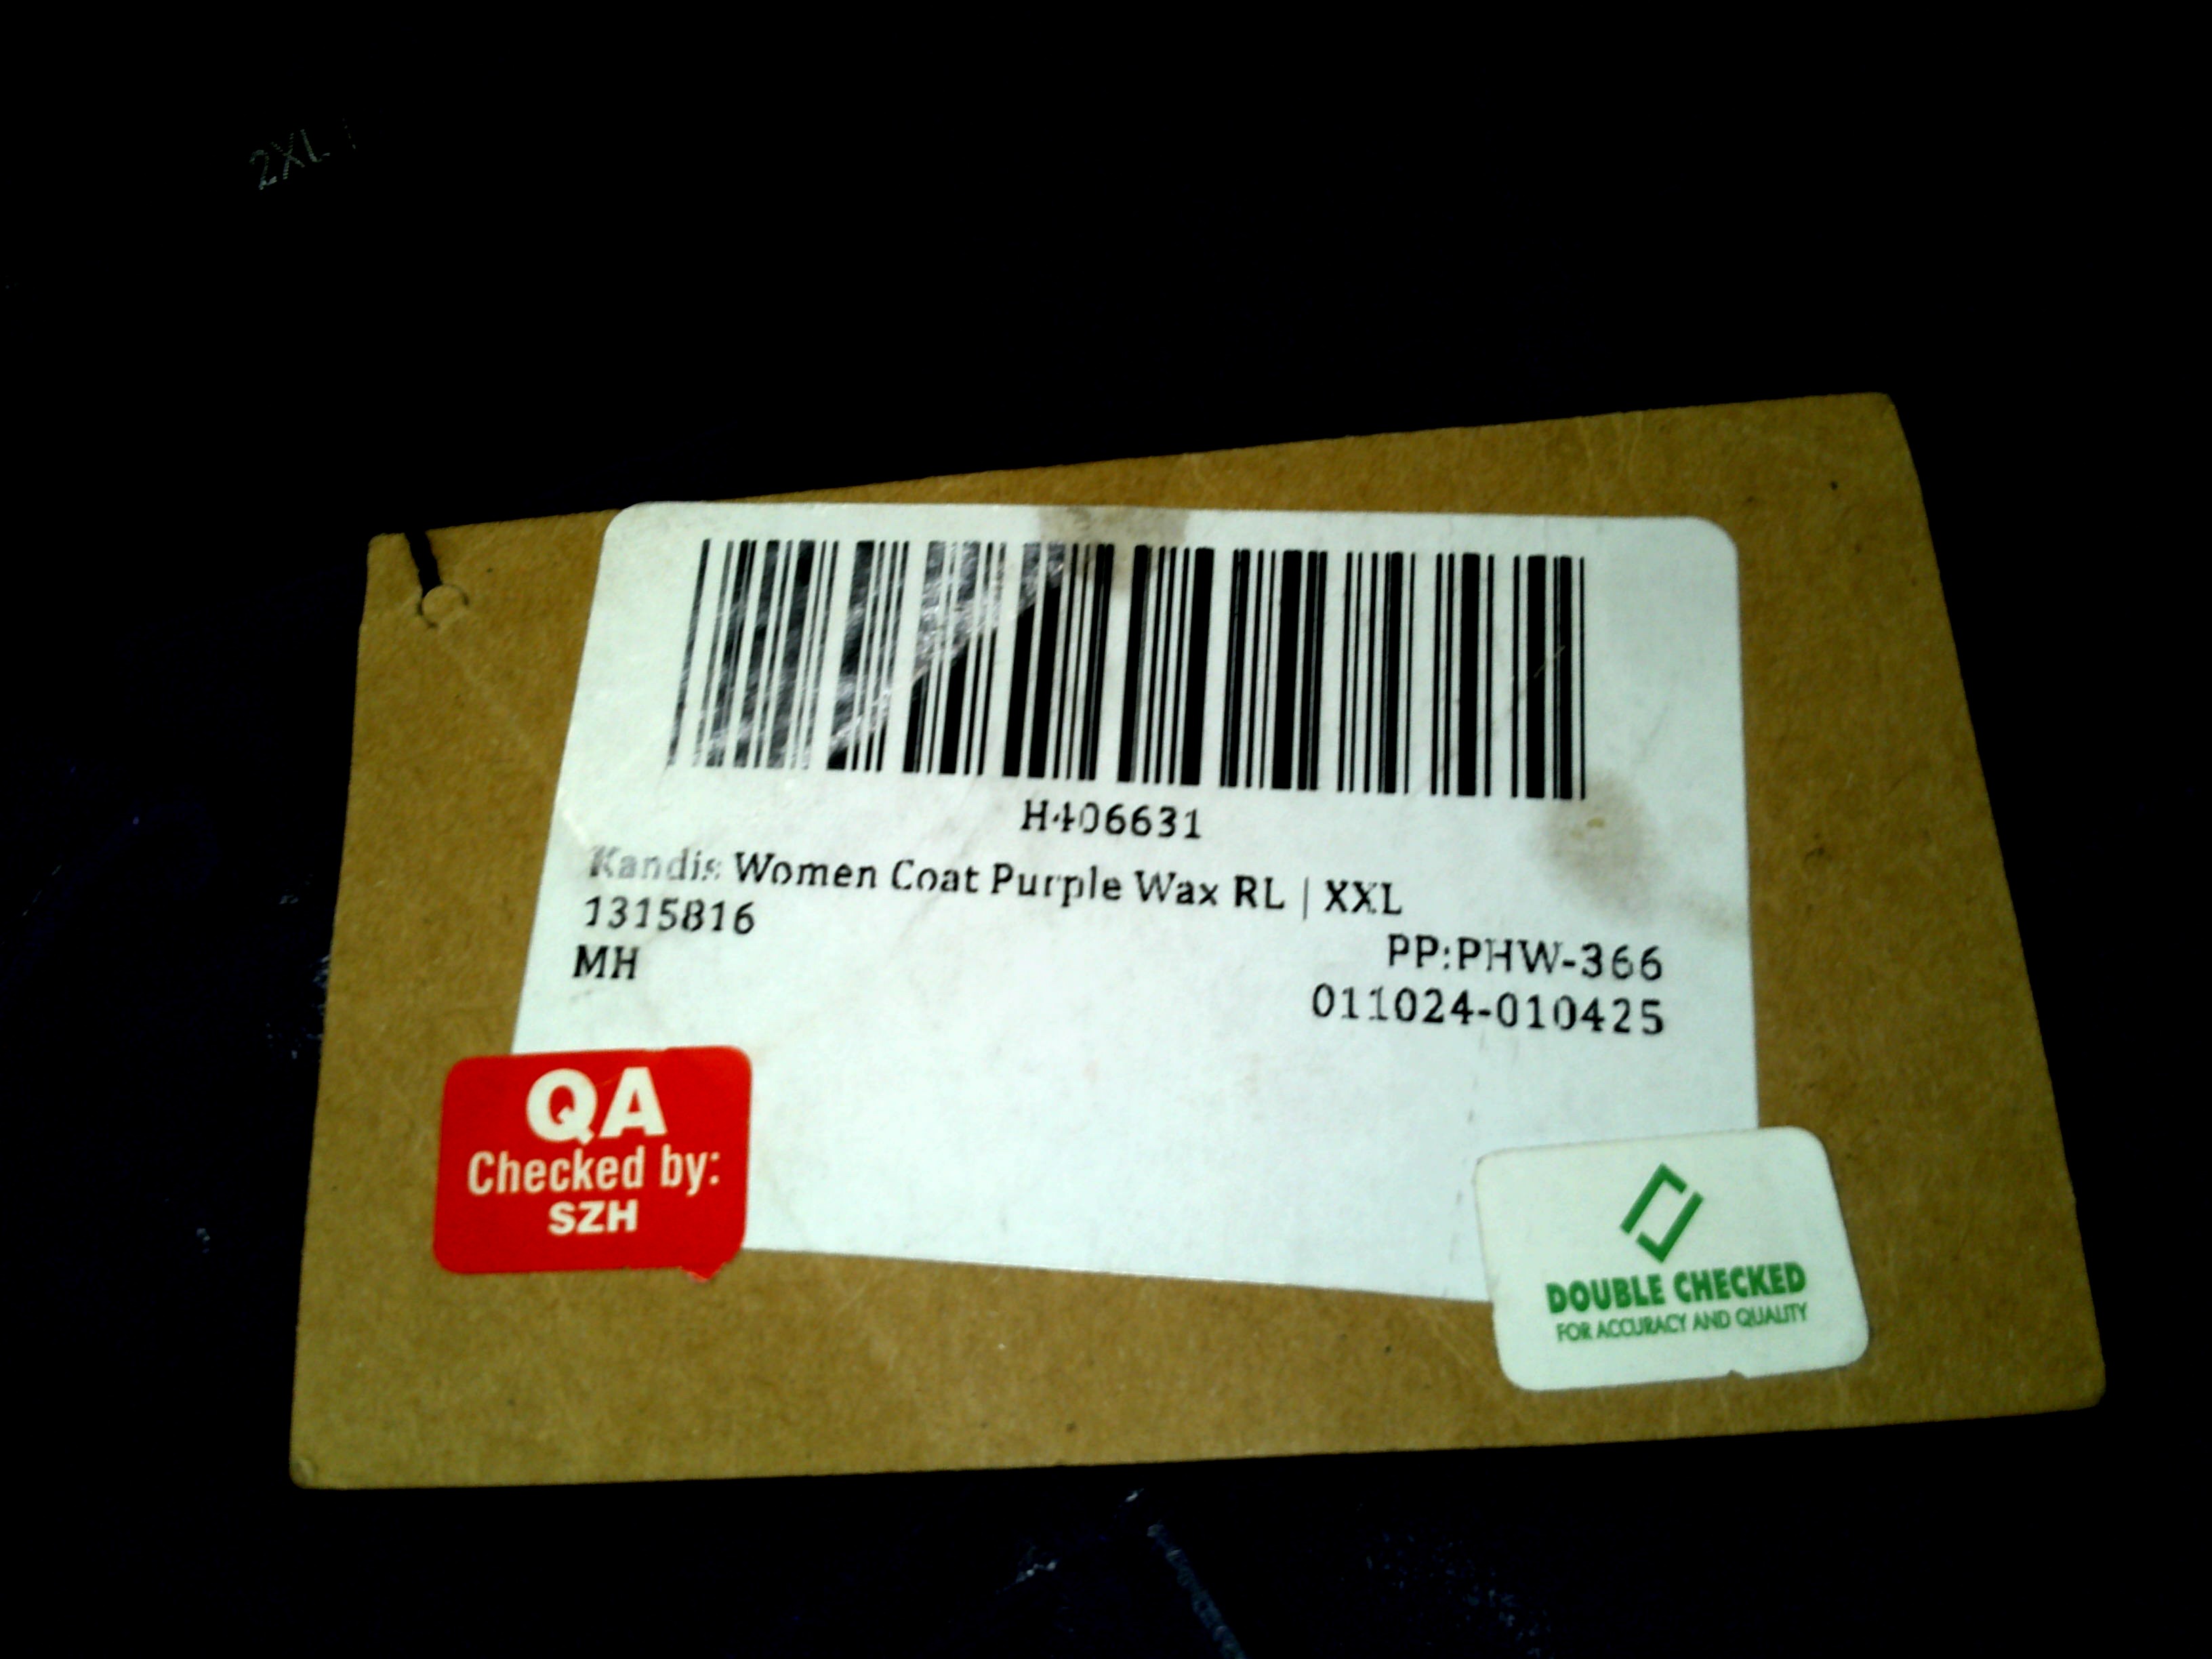 2XL
H406631
Kandis Women Coat Purple Wax RL | XXL
1315816
MH
PP:PHW-366
011024-010425
QA
Checked by:
SZH
DOUBLE CHECKED
FOR ACCURACY AND QUALITY